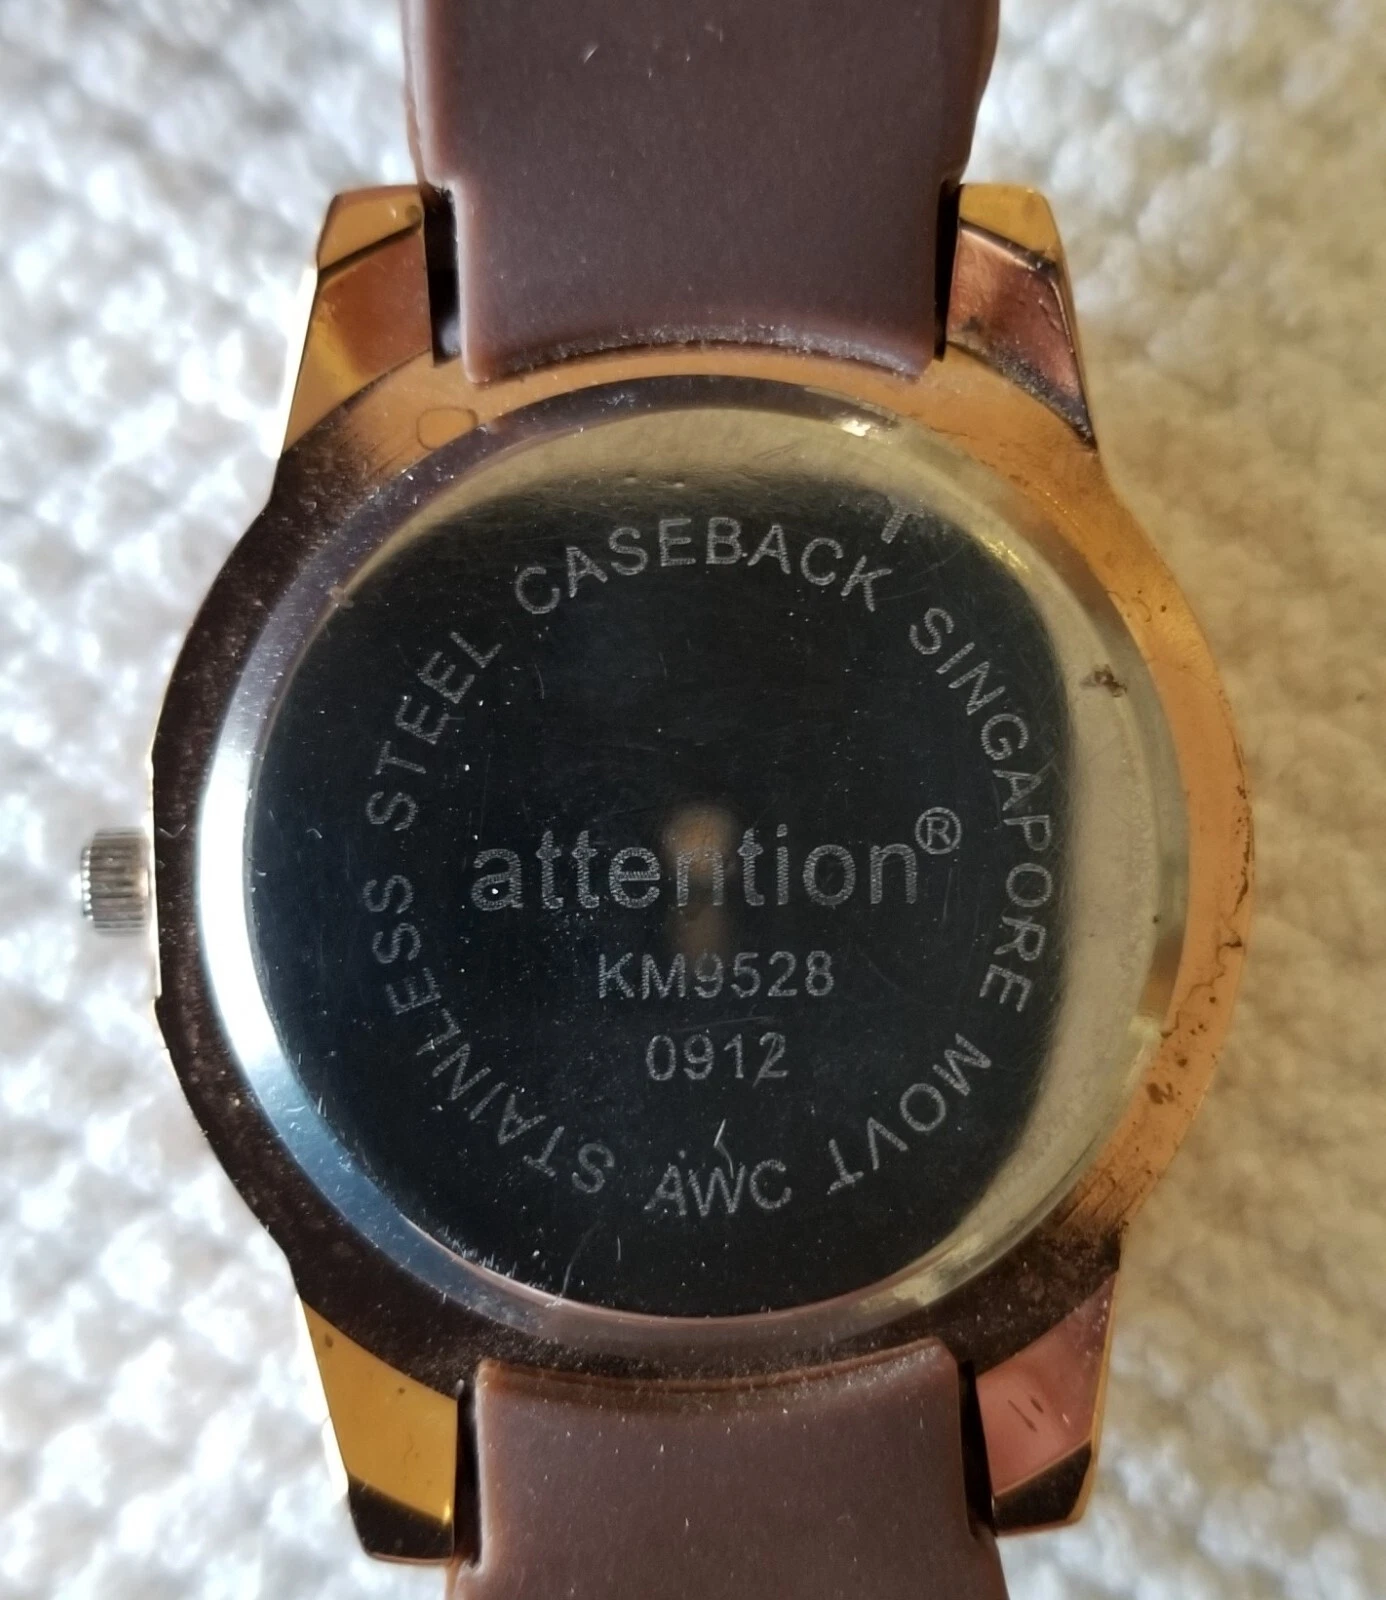 STAINLESS STEEL CASEBACK SINGAPORE MOVT AWC
attention®
KM9528
0912